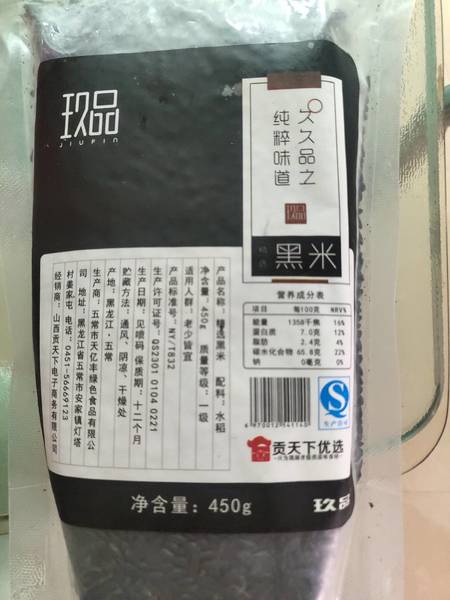 玖品
JIUPIN
久久品之
纯粹味道
精选
黑米
产品名称：精选黑米 配料：水稻
净含量：450g 质量等级：一级
适用人群：老少皆宜
产品标准号：NY/T832
生产许可证号：QS2301 0104 0221
生产日期：见喷码 保质期：十二个月
贮藏方法：通风、阴凉、干燥处
产地：黑龙江·五常
生产商：五常市天亿丰绿色食品有限公
司 地址：黑龙江省五常市安家镇灯塔
村姜家屯 电话：0451-56669123
经销商：山西贡天下电子商务有限公司
营养成分表
项目 每100克 NRV%
能量 1358千焦 16%
蛋白质 7.0克 12%
脂肪 2.4克 4%
碳水化合物 65.8克 22%
钠 0毫克 0%
生产许可
贡天下优选
净含量：450g
玖品